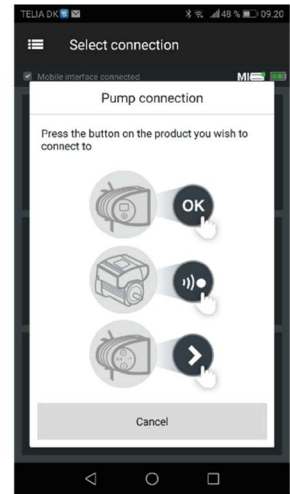 TELIA DK 48 % 09.20
Select connection
Mobile interface connected MI
Pump connection
Press the button on the product you wish to
connect to
OK
Cancel